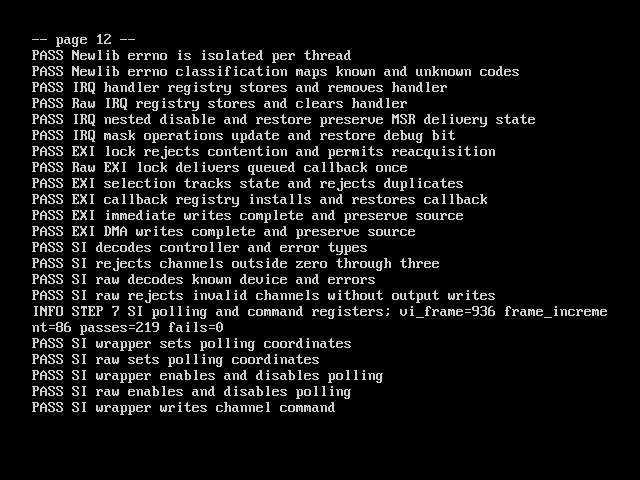 -- page 12 --
PASS Newlib errno is isolated per thread
PASS Newlib errno classification maps known and unknown codes
PASS IRQ handler registry stores and removes handler
PASS Raw IRQ registry stores and clears handler
PASS IRQ nested disable and restore preserve MSR delivery state
PASS IRQ mask operations update and restore debug bit
PASS EXI lock rejects contention and permits reacquisition
PASS Raw EXI lock delivers queued callback once
PASS EXI selection tracks state and rejects duplicates
PASS EXI callback registry installs and restores callback
PASS EXI immediate writes complete and preserve source
PASS EXI DMA writes complete and preserve source
PASS SI decodes controller and error types
PASS SI rejects channels outside zero through three
PASS SI raw decodes known device and errors
PASS SI raw rejects invalid channels without output writes
INFO STEP 7 SI polling and command registers; vi_frame=936 frame_increme
nt=86 passes=219 fails=0
PASS SI wrapper sets polling coordinates
PASS SI raw sets polling coordinates
PASS SI wrapper enables and disables polling
PASS SI raw enables and disables polling
PASS SI wrapper writes channel command